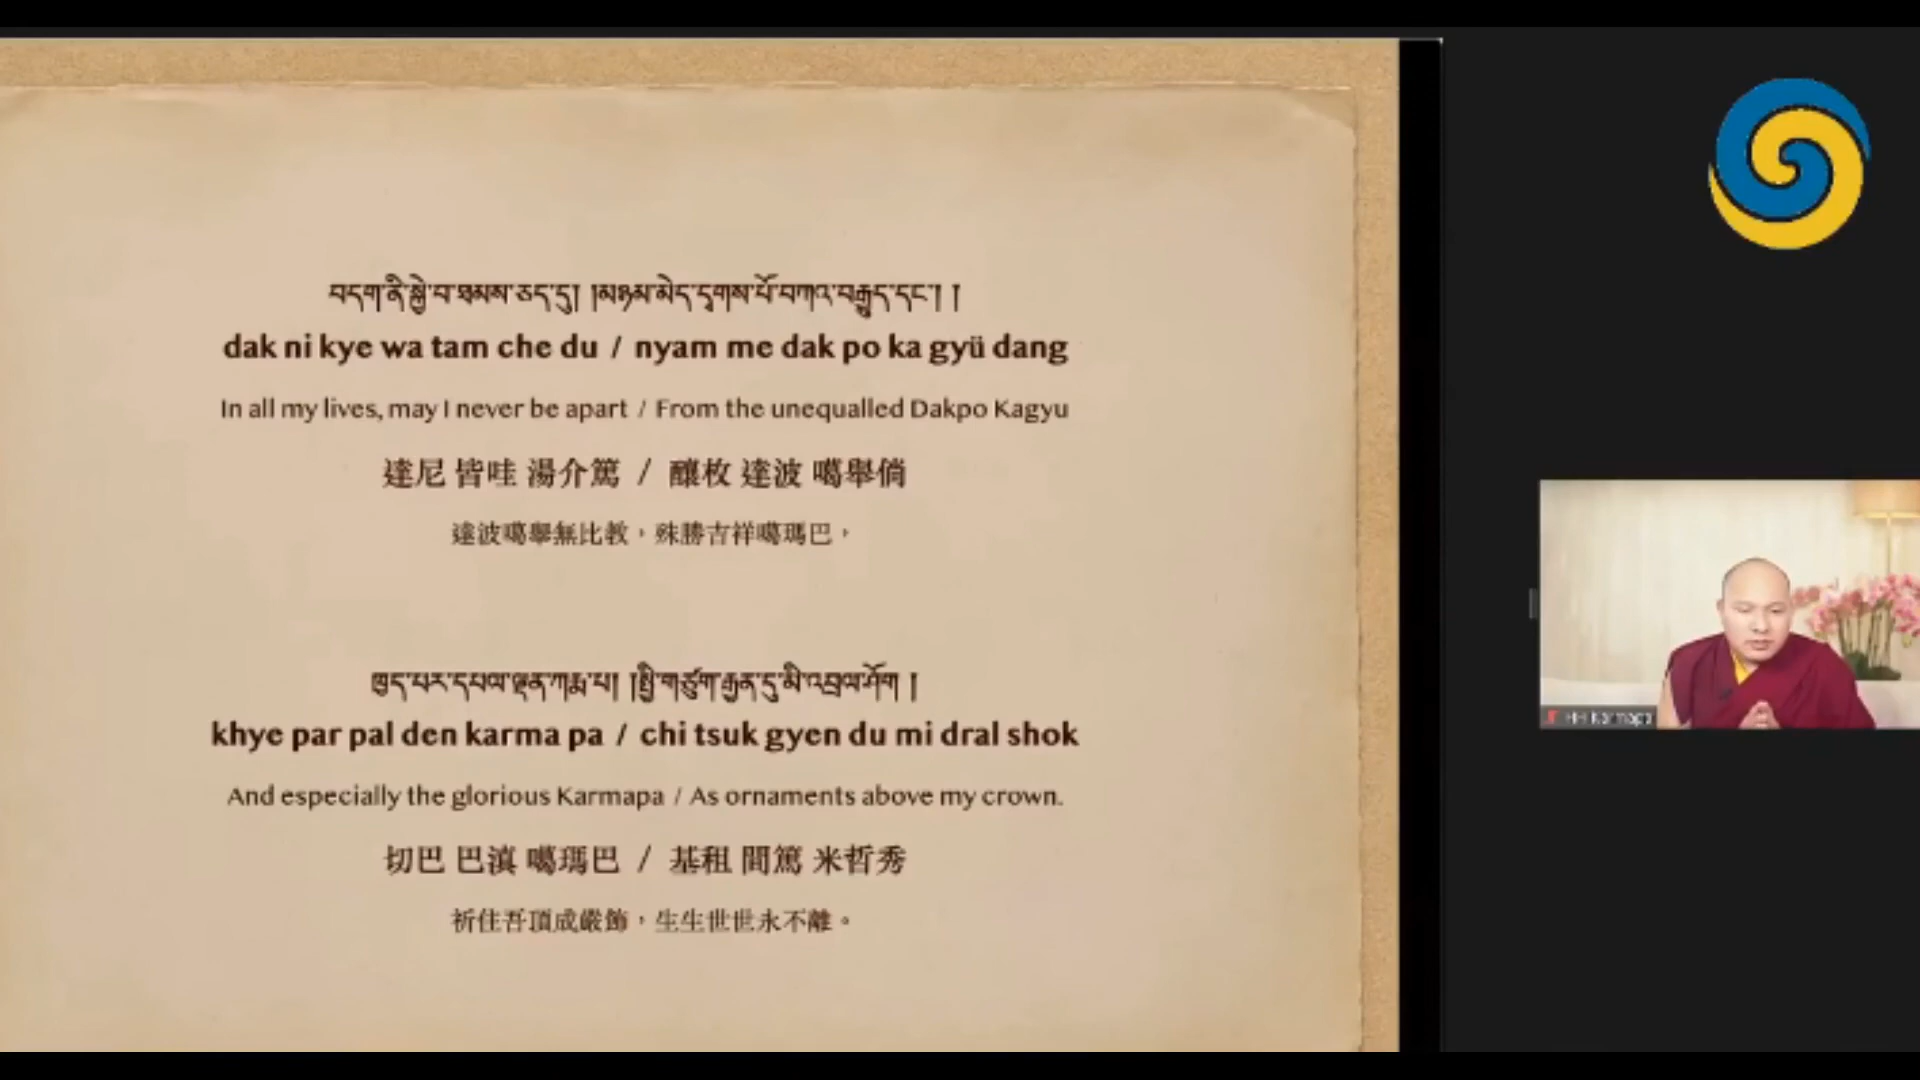 བདག་ནི་སྐྱེ་བ་ཐམས་ཅད་དུ། །མཉམ་མེད་དྭགས་པོ་བཀའ་བརྒྱུད་དང་། །
dak ni kye wa tam che du / nyam me dak po ka gyü dang
In all my lives, may I never be apart / From the unequalled Dakpo Kagyu
達尼 皆哇 湯介篤 / 釀枚 達波 噶舉倘
達波噶舉無比教，殊勝吉祥噶瑪巴，
ཁྱད་པར་དཔལ་ལྡན་ཀརྨ་པ། །སྤྱི་གཙུག་རྒྱན་དུ་མི་འབྲལ་ཤོག །
khye par pal den karma pa / chi tsuk gyen du mi dral shok
And especially the glorious Karmapa / As ornaments above my crown.
切巴 巴滇 噶瑪巴 / 基租 間篤 米哲秀
祈住吾頂成嚴飾，生生世世永不離。
HH Karmapa